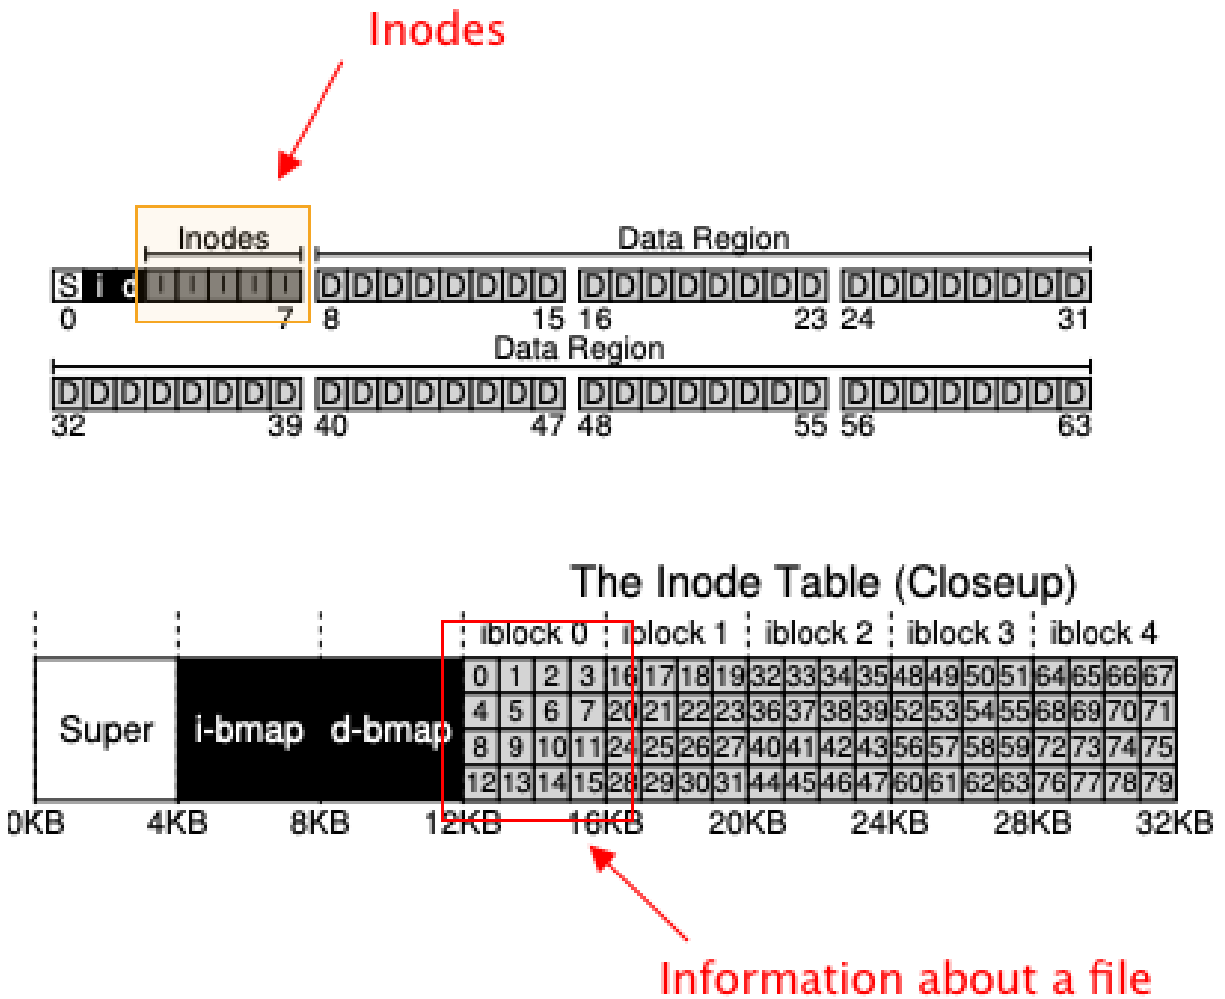 Inodes
Inodes Data Region
S i d I I I I I D D D D D D D D D D D D D D D D D D D D D D D D
0 7 8 15 16 23 24 31
Data Region
D D D D D D D D D D D D D D D D D D D D D D D D D D D D D D D D
32 39 40 47 48 55 56 63
The Inode Table (Closeup)
iblock 0 iblock 1 iblock 2 iblock 3 iblock 4
0 1 2 3 16 17 18 19 32 33 34 35 48 49 50 51 64 65 66 67
4 5 6 7 20 21 22 23 36 37 38 39 52 53 54 55 68 69 70 71
Super i-bmap d-bmap
8 9 10 11 24 25 26 27 40 41 42 43 56 57 58 59 72 73 74 75
12 13 14 15 28 29 30 31 44 45 46 47 60 61 62 63 76 77 78 79
0KB 4KB 8KB 12KB 16KB 20KB 24KB 28KB 32KB
Information about a file